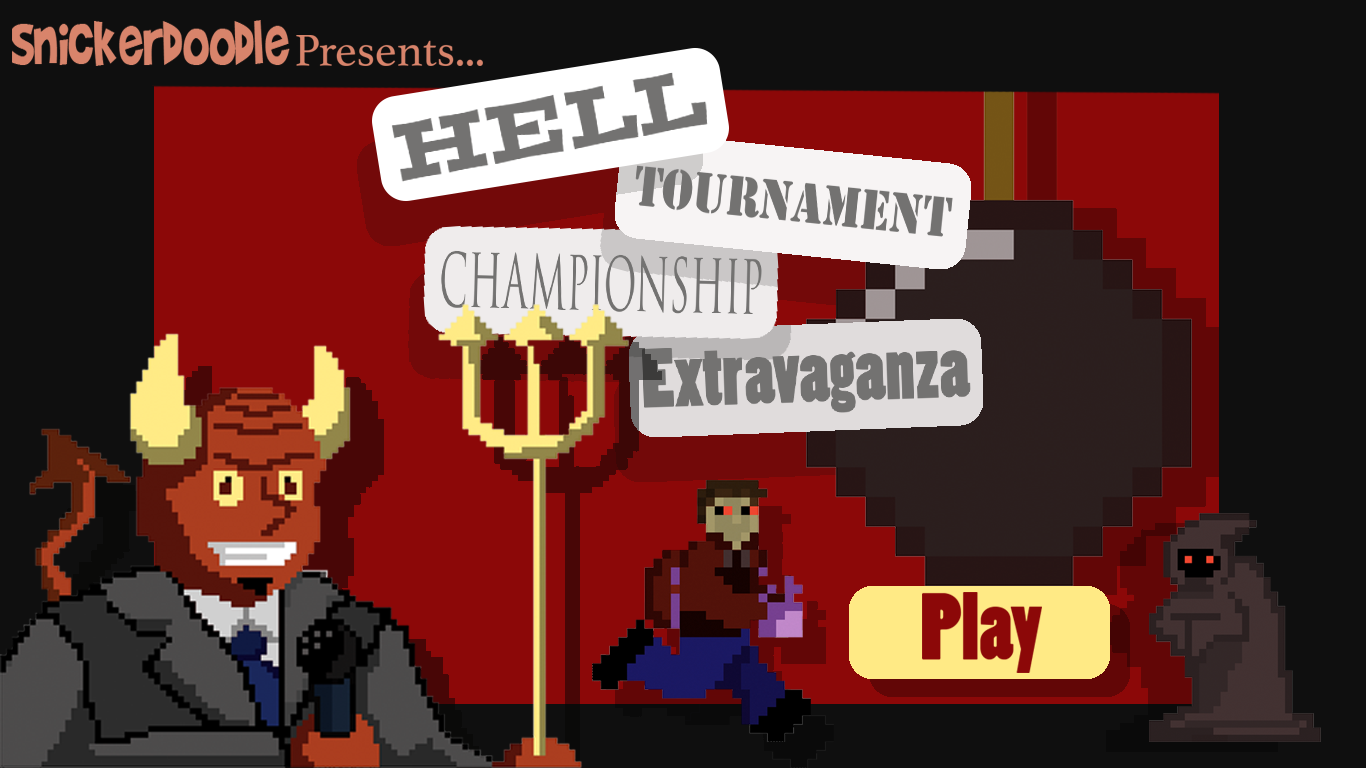 SnickerDoodle Presents...
HELL
TOURNAMENT
CHAMPIONSHIP
Extravaganza
Play